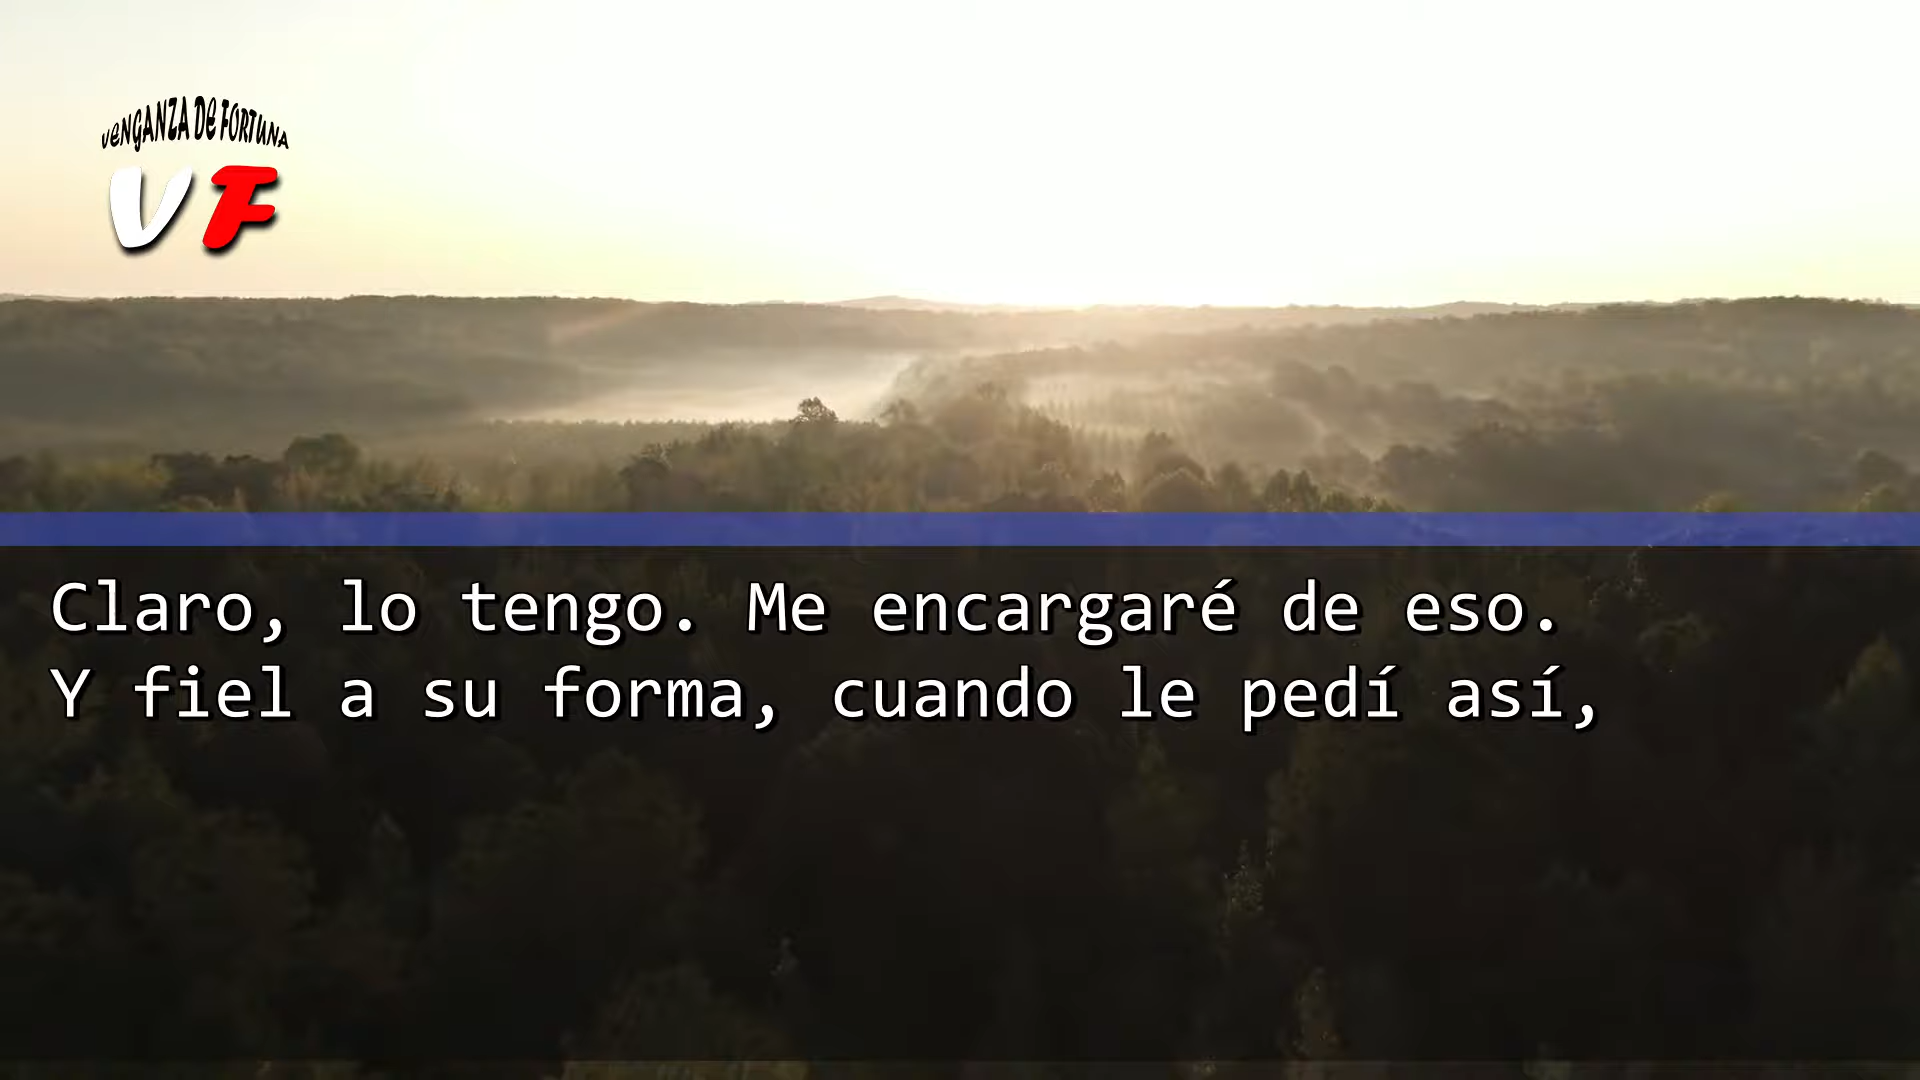 VENGANZA DE FORTUNA
VF
Claro, lo tengo. Me encargaré de eso.
Y fiel a su forma, cuando le pedí así,